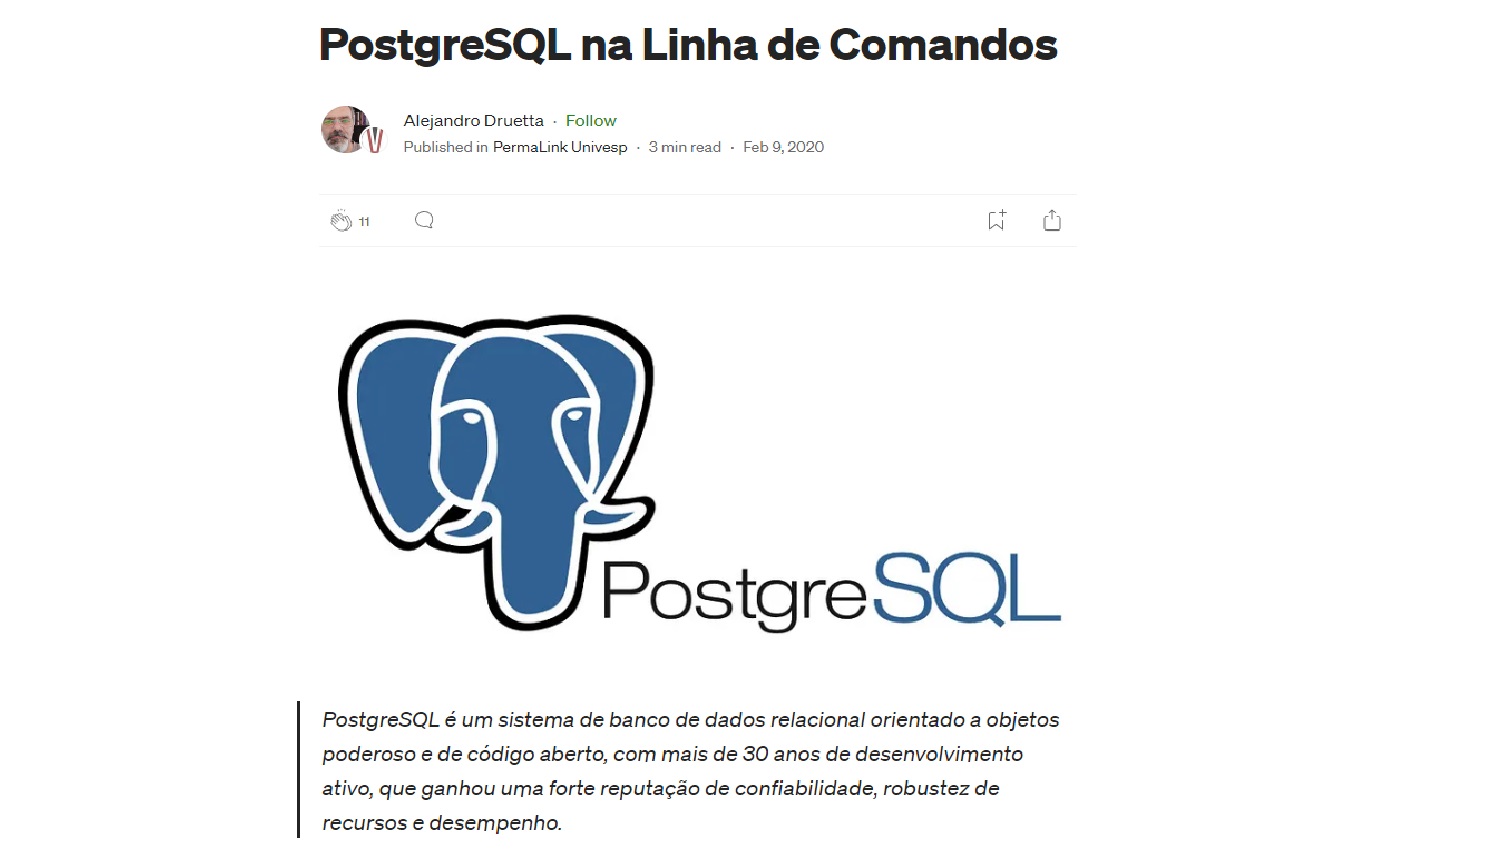 PostgreSQL na Linha de Comandos
Alejandro Druetta · Follow
Published in PermaLink Univesp · 3 min read · Feb 9, 2020
11
PostgreSQL
PostgreSQL é um sistema de banco de dados relacional orientado a objetos
poderoso e de código aberto, com mais de 30 anos de desenvolvimento
ativo, que ganhou uma forte reputação de confiabilidade, robustez de
recursos e desempenho.